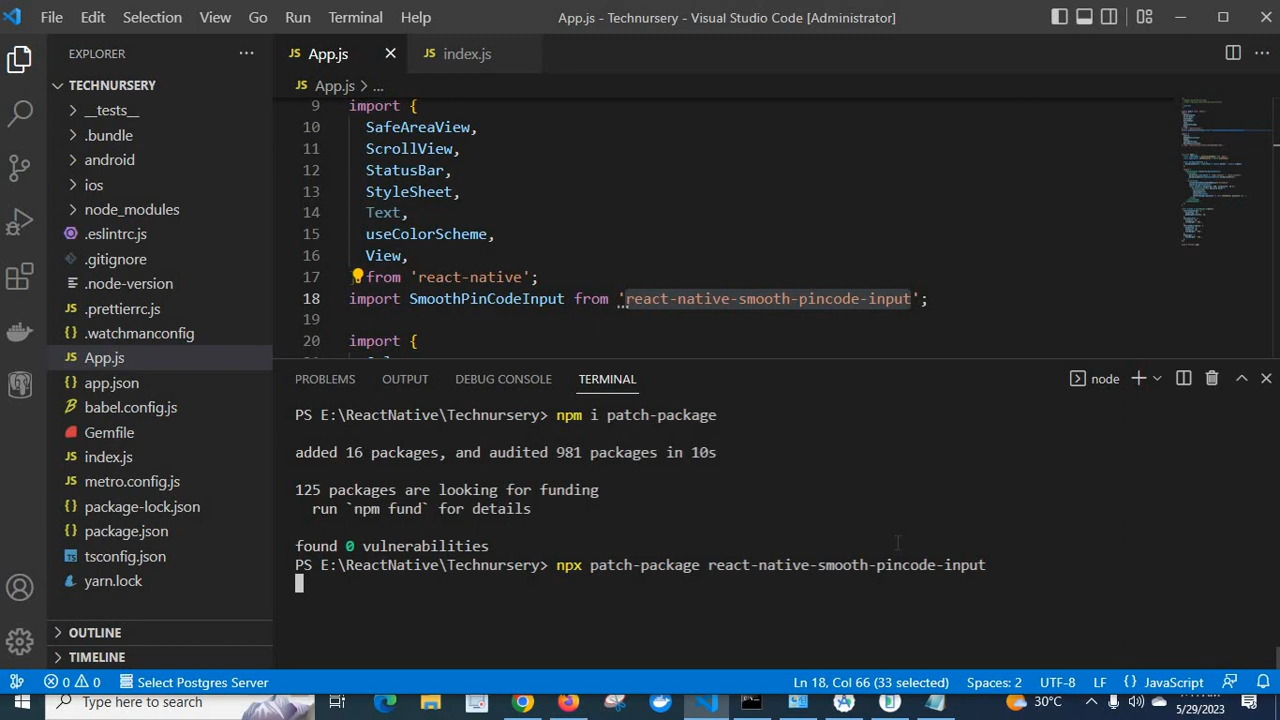 File Edit Selection View Go Run Terminal Help App.js - Technursery - Visual Studio Code [Administrator]
EXPLORER
JS App.js
JS index.js
TECHNURSERY
JS App.js > ...
__tests__
.bundle
android
ios
node_modules
.eslintrc.js
.gitignore
.node-version
.prettierrc.js
.watchmanconfig
JS App.js
app.json
babel.config.js
Gemfile
JS index.js
JS metro.config.js
package-lock.json
package.json
tsconfig.json
yarn.lock
OUTLINE
TIMELINE
9 import {
10 SafeAreaView,
11 ScrollView,
12 StatusBar,
13 StyleSheet,
14 Text,
15 useColorScheme,
16 View,
17 } from 'react-native';
18 import SmoothPinCodeInput from 'react-native-smooth-pincode-input';
19
20 import {
PROBLEMS OUTPUT DEBUG CONSOLE TERMINAL node
PS E:\ReactNative\Technursery> npm i patch-package
added 16 packages, and audited 981 packages in 10s
125 packages are looking for funding
run `npm fund` for details
found 0 vulnerabilities
PS E:\ReactNative\Technursery> npx patch-package react-native-smooth-pincode-input
0 0 Select Postgres Server Ln 18, Col 66 (33 selected) Spaces: 2 UTF-8 LF {} JavaScript
Type here to search 30°C
5/29/2023